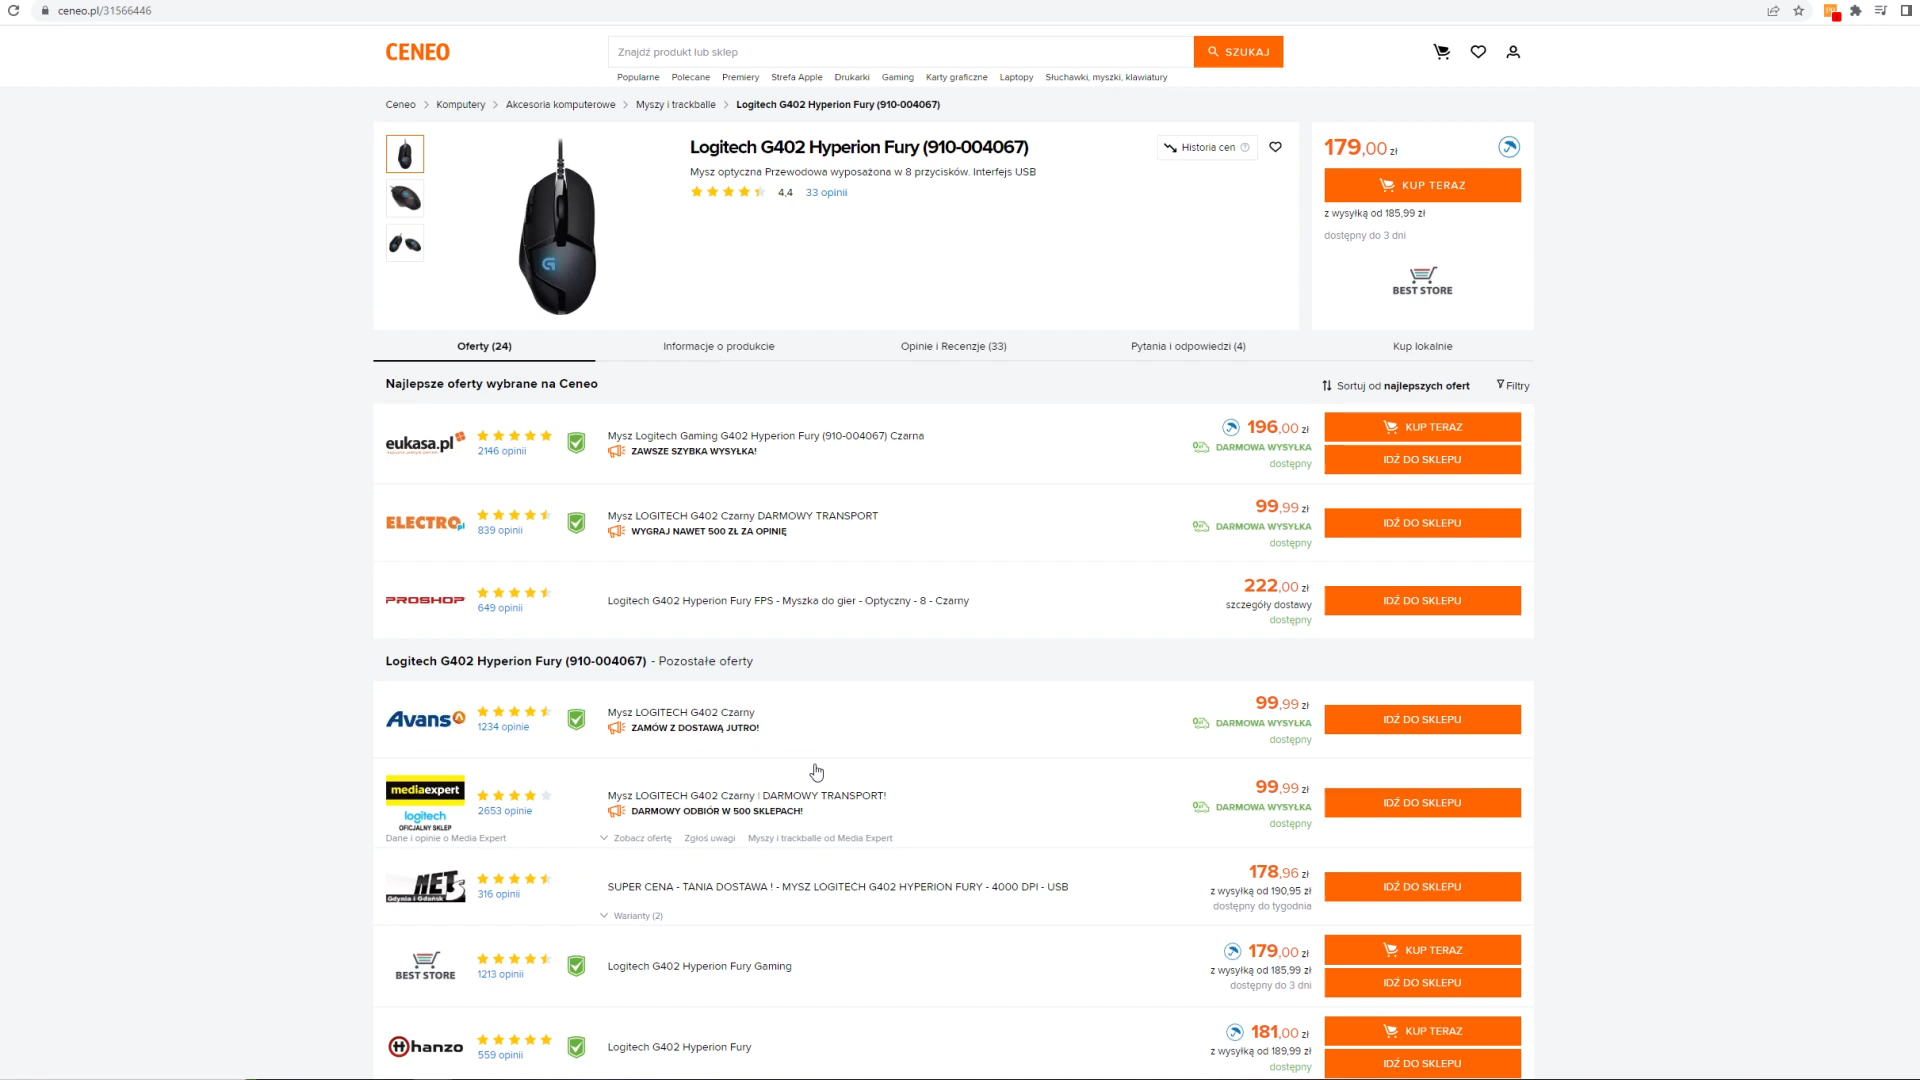 ceneo.pl/31566446
CENEO
Znajdź produkt lub sklep
SZUKAJ
Popularne Polecane Premiery Strefa Apple Drukarki Gaming Karty graficzne Laptopy Słuchawki, myszki, klawiatury
Ceneo > Komputery > Akcesoria komputerowe > Myszy i trackballe > Logitech G402 Hyperion Fury (910-004067)
Logitech G402 Hyperion Fury (910-004067)
Historia cen
Mysz optyczna Przewodowa wyposażona w 8 przycisków. Interfejs USB
4,4 33 opinii
179,00 zł
KUP TERAZ
z wysyłką od 185,99 zł
dostępny do 3 dni
BEST STORE
Oferty (24) Informacje o produkcie Opinie i Recenzje (33) Pytania i odpowiedzi (4) Kup lokalnie
Najlepsze oferty wybrane na Ceneo
Sortuj od najlepszych ofert Filtry
eukasa.pl
2146 opinii
Mysz Logitech Gaming G402 Hyperion Fury (910-004067) Czarna
ZAWSZE SZYBKA WYSYŁKA!
196,00 zł
DARMOWA WYSYŁKA
dostępny
KUP TERAZ
IDŹ DO SKLEPU
ELECTRO.pl
839 opinii
Mysz LOGITECH G402 Czarny DARMOWY TRANSPORT
WYGRAJ NAWET 500 ZŁ ZA OPINIĘ
99,99 zł
DARMOWA WYSYŁKA
dostępny
IDŹ DO SKLEPU
PROSHOP
649 opinii
Logitech G402 Hyperion Fury FPS - Myszka do gier - Optyczny - 8 - Czarny
222,00 zł
szczegóły dostawy
dostępny
IDŹ DO SKLEPU
Logitech G402 Hyperion Fury (910-004067) - Pozostałe oferty
Avans
1234 opinie
Mysz LOGITECH G402 Czarny
ZAMÓW Z DOSTAWĄ JUTRO!
99,99 zł
DARMOWA WYSYŁKA
dostępny
IDŹ DO SKLEPU
mediaexpert
logitech
OFICJALNY SKLEP
2653 opinie
Mysz LOGITECH G402 Czarny | DARMOWY TRANSPORT!
DARMOWY ODBIÓR W 500 SKLEPACH!
99,99 zł
DARMOWA WYSYŁKA
dostępny
IDŹ DO SKLEPU
Dane i opinie o Media Expert
Zobacz ofertę Zgłoś uwagi Myszy i trackballe od Media Expert
NET
Gdynia i Gdańsk
316 opinii
SUPER CENA - TANIA DOSTAWA ! - MYSZ LOGITECH G402 HYPERION FURY - 4000 DPI - USB
Warianty (2)
178,96 zł
z wysyłką od 190,95 zł
dostępny do tygodnia
IDŹ DO SKLEPU
BEST STORE
1213 opinii
Logitech G402 Hyperion Fury Gaming
179,00 zł
z wysyłką od 185,99 zł
dostępny do 3 dni
KUP TERAZ
IDŹ DO SKLEPU
hanzo
559 opinii
Logitech G402 Hyperion Fury
181,00 zł
z wysyłką od 189,99 zł
dostępny
KUP TERAZ
IDŹ DO SKLEPU